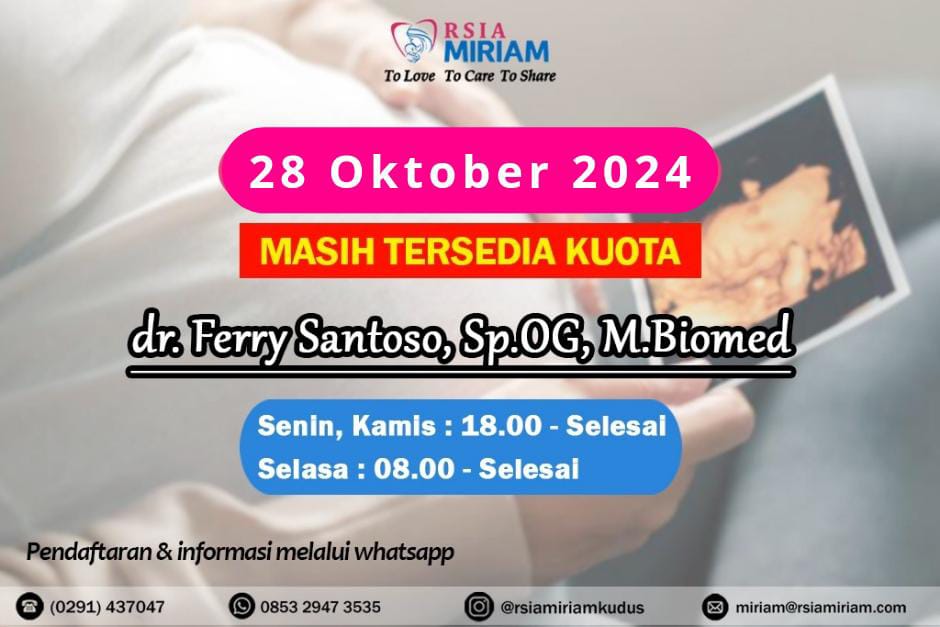 RSIA
MIRIAM
To Love To Care To Share
28 Oktober 2024
MASIH TERSEDIA KUOTA
dr. Ferry Santoso, Sp.OG, M.Biomed
Senin, Kamis : 18.00 - Selesai
Selasa : 08.00 - Selesai
Pendaftaran & informasi melalui whatsapp
(0291) 437047 0853 2947 3535 @rsiamiriamkudus miriam@rsiamiriam.com